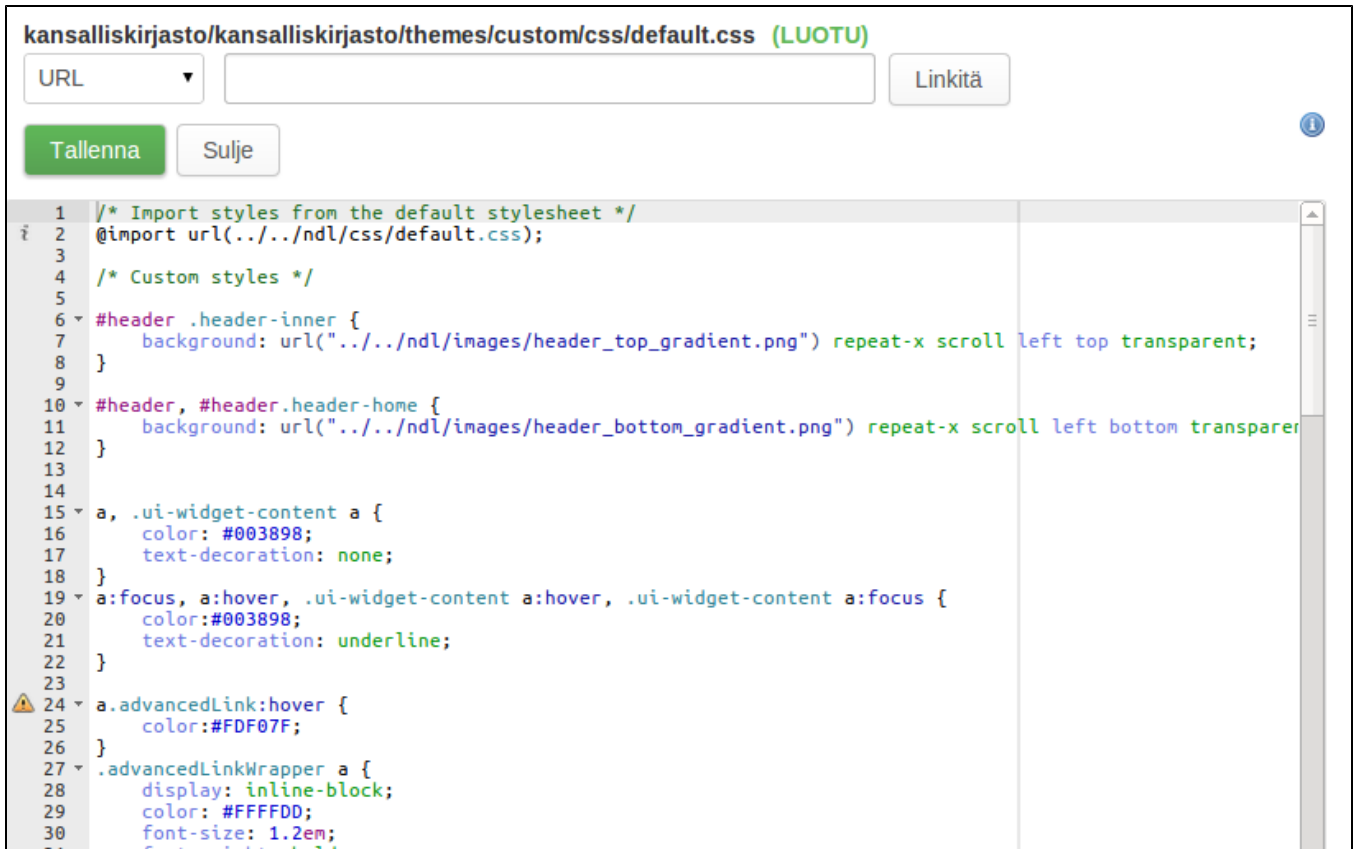 kansalliskirjasto/kansalliskirjasto/themes/custom/css/default.css (LUOTU)
URL Linkitä
Tallenna Sulje
1 /* Import styles from the default stylesheet */
2 @import url(../../ndl/css/default.css);
3
4 /* Custom styles */
5
6 #header .header-inner {
7 background: url("../../ndl/images/header_top_gradient.png") repeat-x scroll left top transparent;
8 }
9
10 #header, #header.header-home {
11 background: url("../../ndl/images/header_bottom_gradient.png") repeat-x scroll left bottom transparen
12 }
13
14
15 a, .ui-widget-content a {
16 color: #003898;
17 text-decoration: none;
18 }
19 a:focus, a:hover, .ui-widget-content a:hover, .ui-widget-content a:focus {
20 color:#003898;
21 text-decoration: underline;
22 }
23
24 a.advancedLink:hover {
25 color:#FDF07F;
26 }
27 .advancedLinkWrapper a {
28 display: inline-block;
29 color: #FFFFDD;
30 font-size: 1.2em;